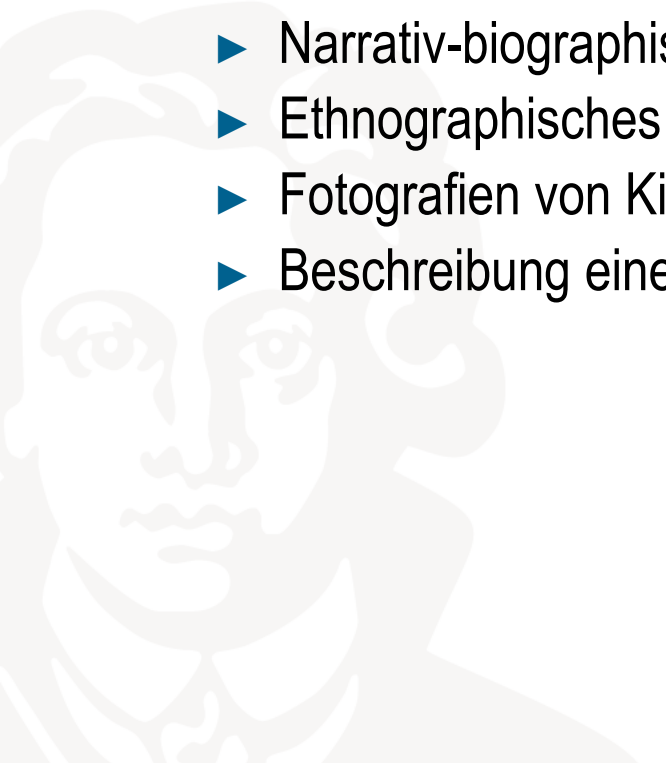 ► Narrativ-biographis
► Ethnographisches
► Fotografien von Ki
► Beschreibung eine